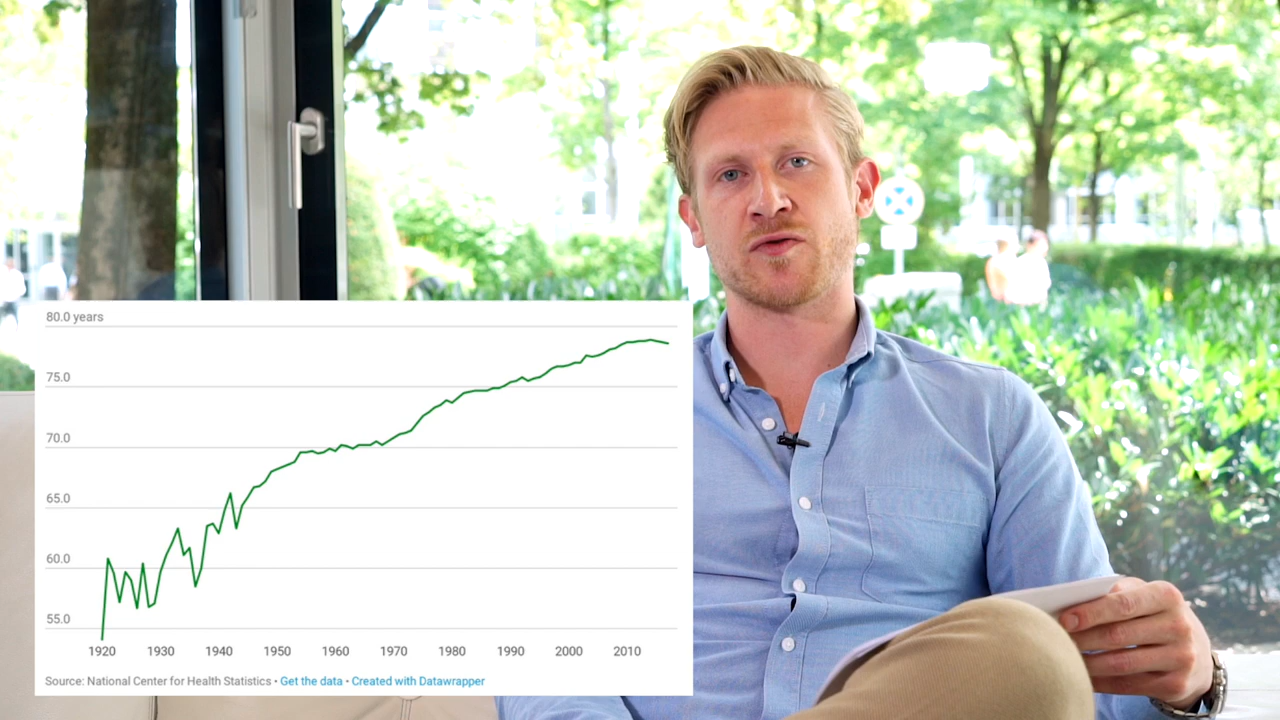 80.0 years
75.0
70.0
65.0
60.0
55.0
1920 1930 1940 1950 1960 1970 1980 1990 2000 2010
Source: National Center for Health Statistics • Get the data • Created with Datawrapper